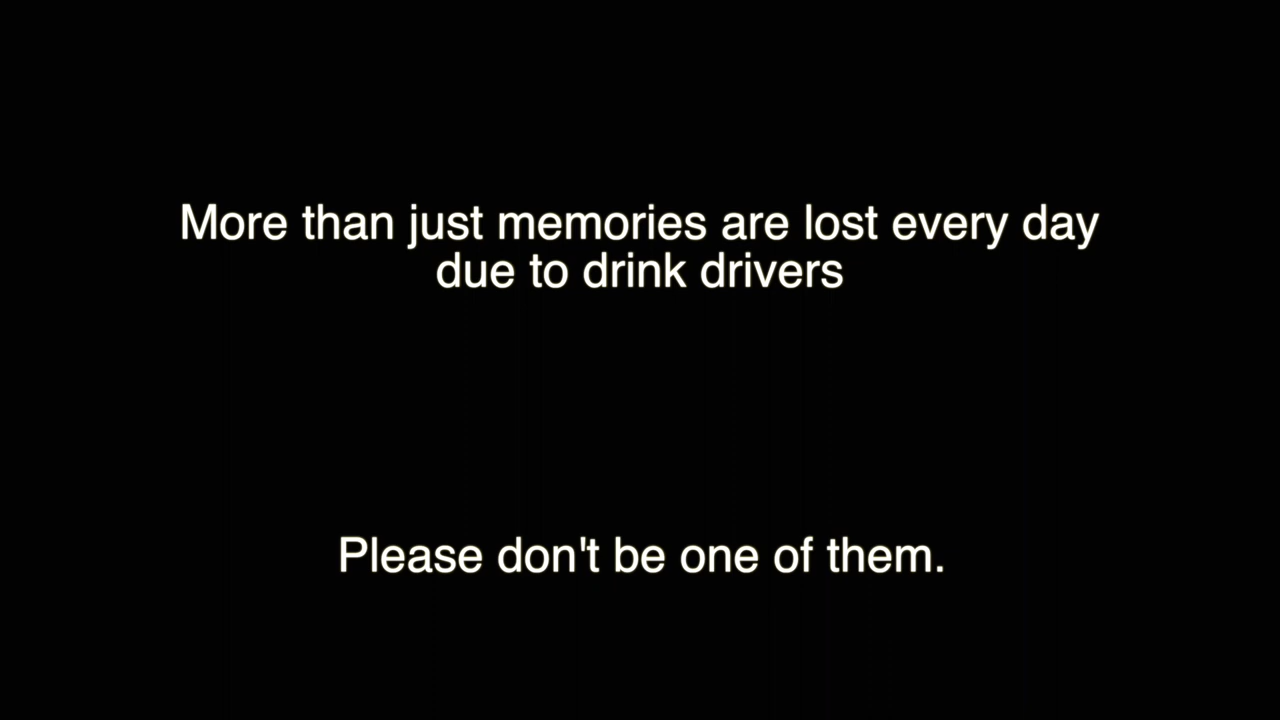 More than just memories are lost every day
due to drink drivers
Please don't be one of them.